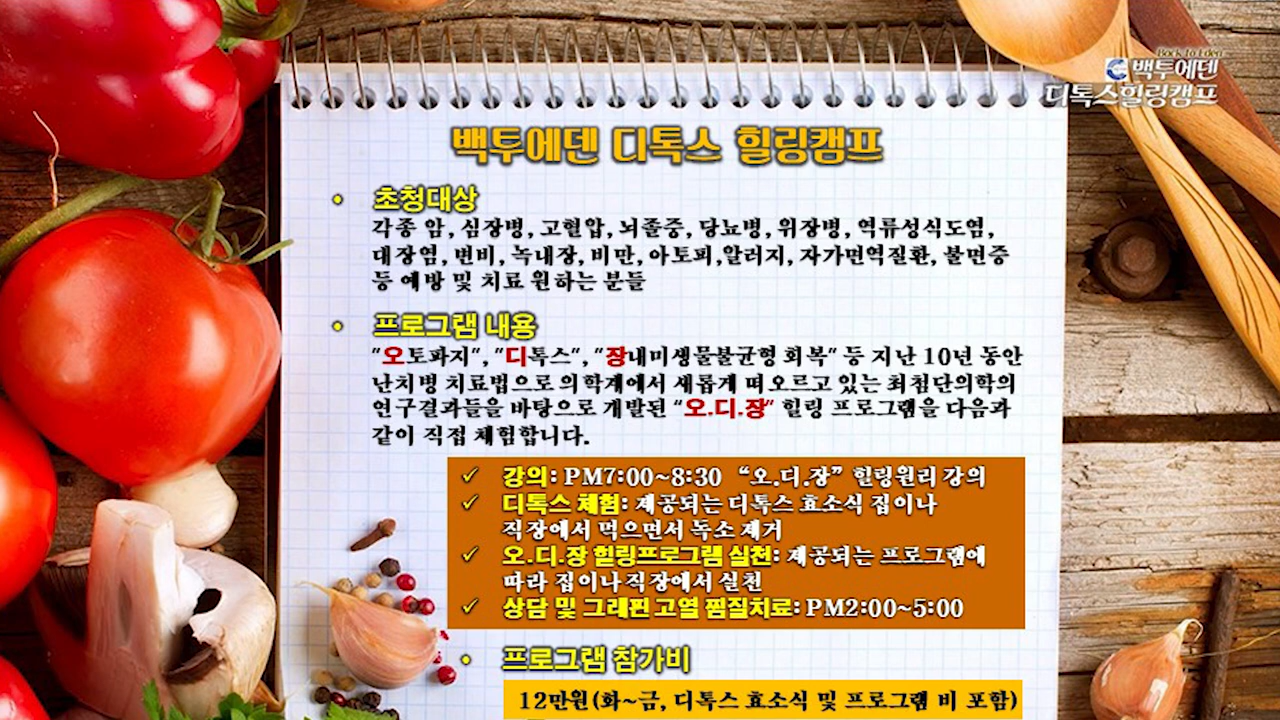 Back to Eden
백투에덴
디톡스힐링캠프
백투에덴 디톡스 힐링캠프
• 초청대상
각종 암, 심장병, 고혈압, 뇌졸중, 당뇨병, 위장병, 역류성식도염,
대장염, 변비, 녹내장, 비만, 아토피,알러지, 자가면역질환, 불면증
등 예방 및 치료 원하는 분들
• 프로그램 내용
"오토파지", "디톡스", "장내미생물불균형 회복" 등 지난 10년 동안
난치병 치료법으로 의학계에서 새롭게 떠오르고 있는 최첨단의학의
연구결과들을 바탕으로 개발된 "오.디.장" 힐링 프로그램을 다음과
같이 직접 체험합니다.
✓ 강의: PM7:00~8:30 “오.디.장” 힐링원리 강의
✓ 디톡스 체험: 제공되는 디톡스 효소식 집이나
직장에서 먹으면서 독소 제거
✓ 오.디.장 힐링프로그램 실천: 제공되는 프로그램에
따라 집이나 직장에서 실천
✓ 상담 및 그래핀 고열 찜질치료: PM2:00~5:00
• 프로그램 참가비
12만원(화~금, 디톡스 효소식 및 프로그램 비 포함)